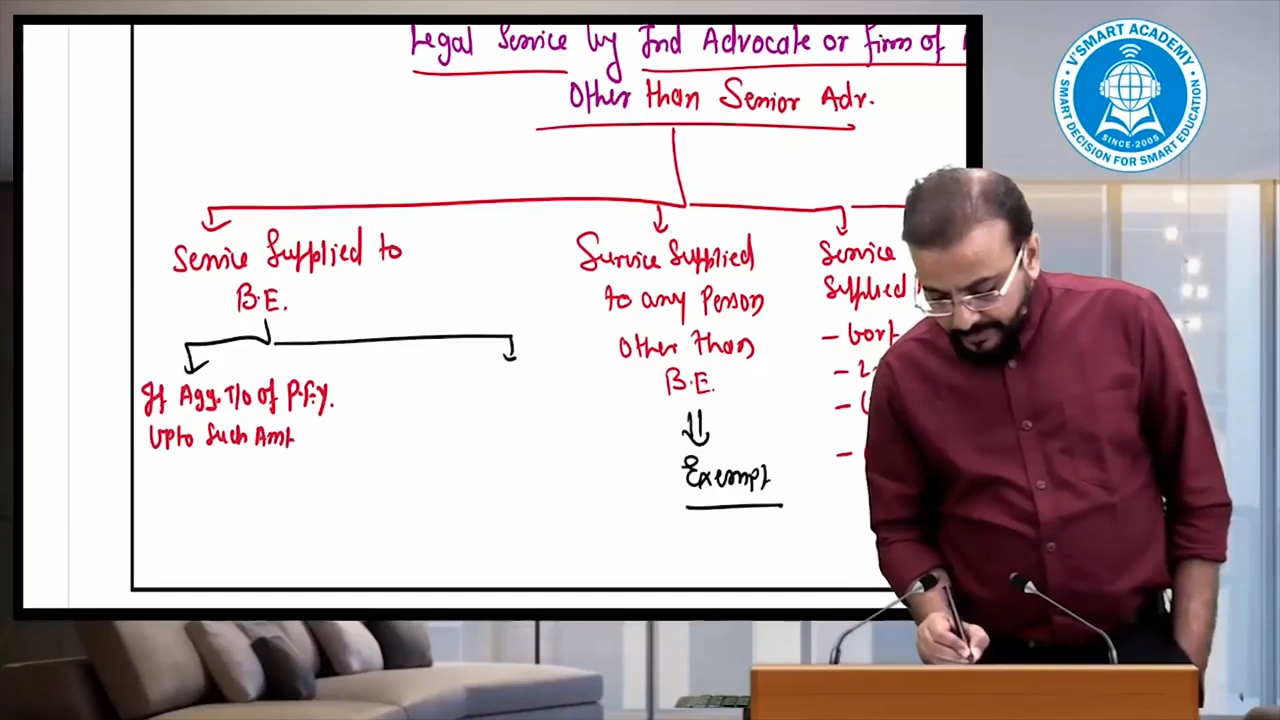 Legal Service by Ind Advocate or firm of
Other than Senior Adv.
Service Supplied to
B.E.
If Agg. T/o of P.F.Y.
Upto Such Amt
Service Supplied
to any Person
Other than
B.E.
Exempt
Service
Supplied
- Govt
-
-
-
V'SMART ACADEMY
SINCE-2005
SMART DECISION FOR SMART EDUCATION